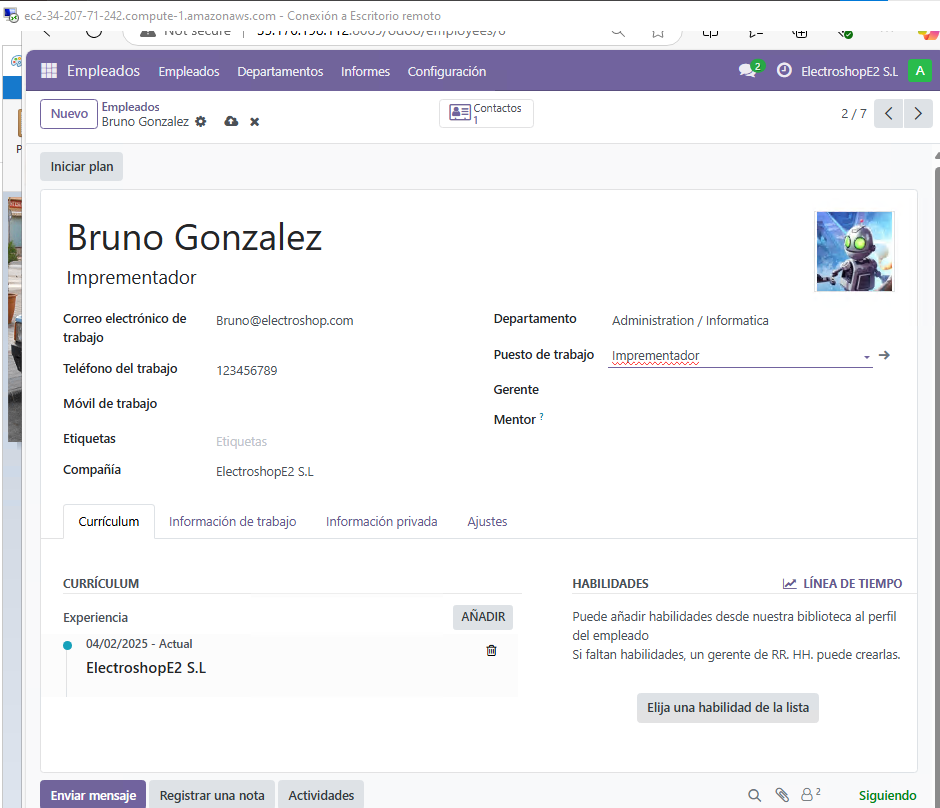 ec2-34-207-71-242.compute-1.amazonaws.com - Conexión a Escritorio remoto
Not secure
Empleados Empleados Departamentos Informes Configuración 2 ElectroshopE2 S.L A
Nuevo
Empleados
Bruno Gonzalez
Contactos
1
2 / 7
Iniciar plan
Bruno Gonzalez
Imprementador
Correo electrónico de trabajo Bruno@electroshop.com
Teléfono del trabajo 123456789
Móvil de trabajo
Etiquetas Etiquetas
Compañía ElectroshopE2 S.L
Departamento Administration / Informatica
Puesto de trabajo Imprementador
Gerente
Mentor ?
Currículum Información de trabajo Información privada Ajustes
CURRÍCULUM
Experiencia AÑADIR
04/02/2025 - Actual
ElectroshopE2 S.L
HABILIDADES LÍNEA DE TIEMPO
Puede añadir habilidades desde nuestra biblioteca al perfil
del empleado
Si faltan habilidades, un gerente de RR. HH. puede crearlas.
Elija una habilidad de la lista
Enviar mensaje Registrar una nota Actividades 2 Siguiendo